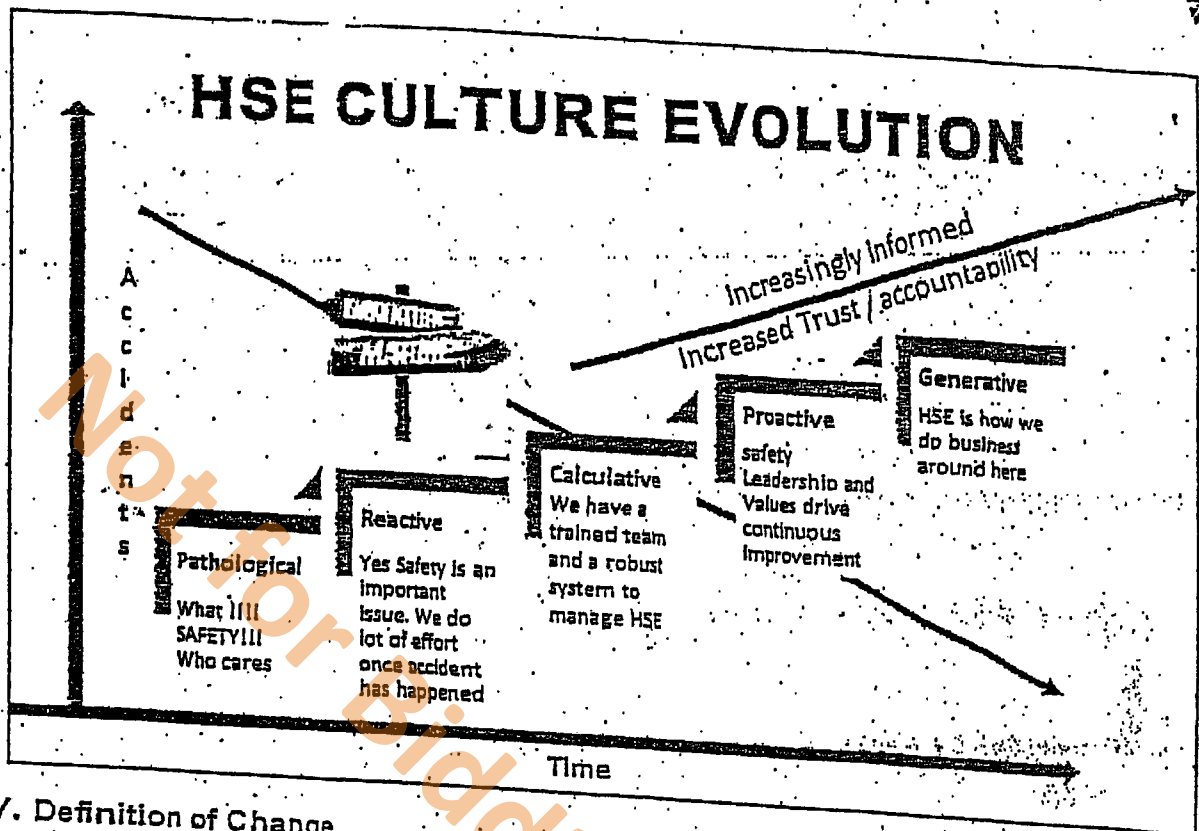 HSE CULTURE EVOLUTION
Accidents
Increasingly Informed
Increased Trust / accountability
Generative
HSE is how we
do business
around here
Proactive
safety
Leadership and
Values drive
continuous
Improvement
Calculative
We have a
trained team
and a robust
system to
manage HSE
Reactive
Yes Safety is an
important
issue. We do
lot of effort
once accident
has happened
Pathological
What !!!!
SAFETY!!!
Who cares
Time
Definition of Change
Not for Bidd